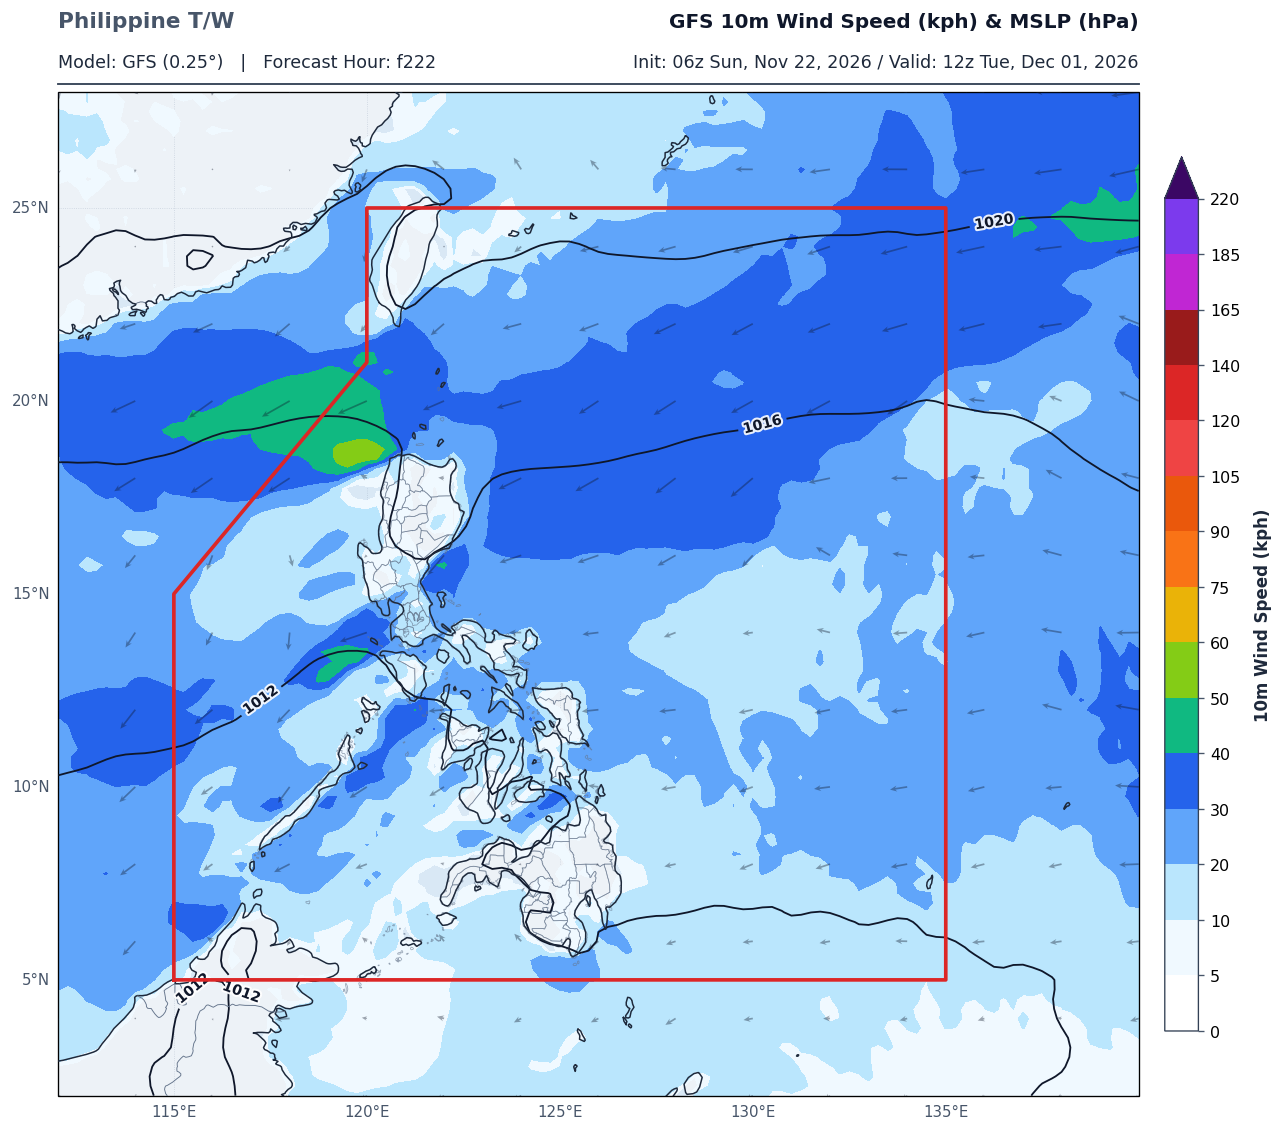 Philippine T/W
GFS 10m Wind Speed (kph) & MSLP (hPa)
Model: GFS (0.25°) | Forecast Hour: f222
Init: 06z Sun, Nov 22, 2026 / Valid: 12z Tue, Dec 01, 2026
25°N
20°N
15°N
10°N
5°N
115°E
120°E
125°E
130°E
135°E
1020
1016
1012
1012
1012
220
185
165
140
120
105
90
75
60
50
40
30
20
10
5
0
10m Wind Speed (kph)